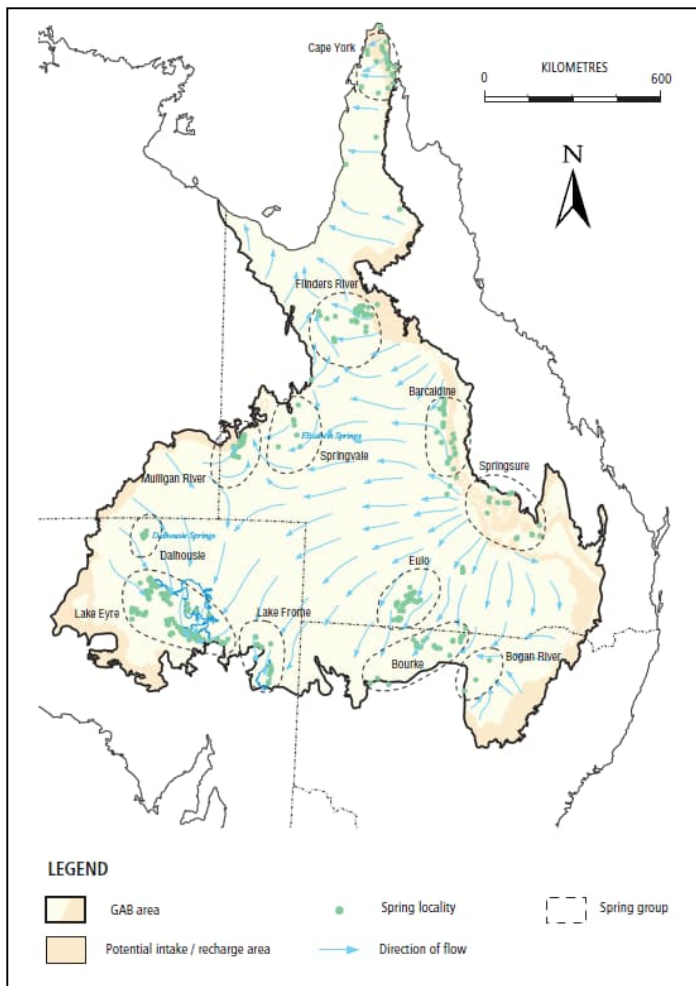 Cape York
KILOMETRES
0 600
N
Flinders River
Barcaldine
Elizabeth Springs
Springvale
Springsure
Mulligan River
Dalhousie Springs
Dalhousie
Eulo
Lake Eyre
Lake Frome
Bourke
Bogan River
LEGEND
GAB area
Spring locality
Spring group
Potential intake / recharge area
Direction of flow